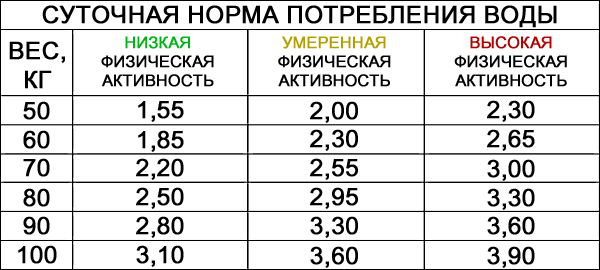 СУТОЧНАЯ НОРМА ПОТРЕБЛЕНИЯ ВОДЫ
ВЕС, КГ
НИЗКАЯ ФИЗИЧЕСКАЯ АКТИВНОСТЬ
УМЕРЕННАЯ ФИЗИЧЕСКАЯ АКТИВНОСТЬ
ВЫСОКАЯ ФИЗИЧЕСКАЯ АКТИВНОСТЬ
50 1,55 2,00 2,30
60 1,85 2,30 2,65
70 2,20 2,55 3,00
80 2,50 2,95 3,30
90 2,80 3,30 3,60
100 3,10 3,60 3,90